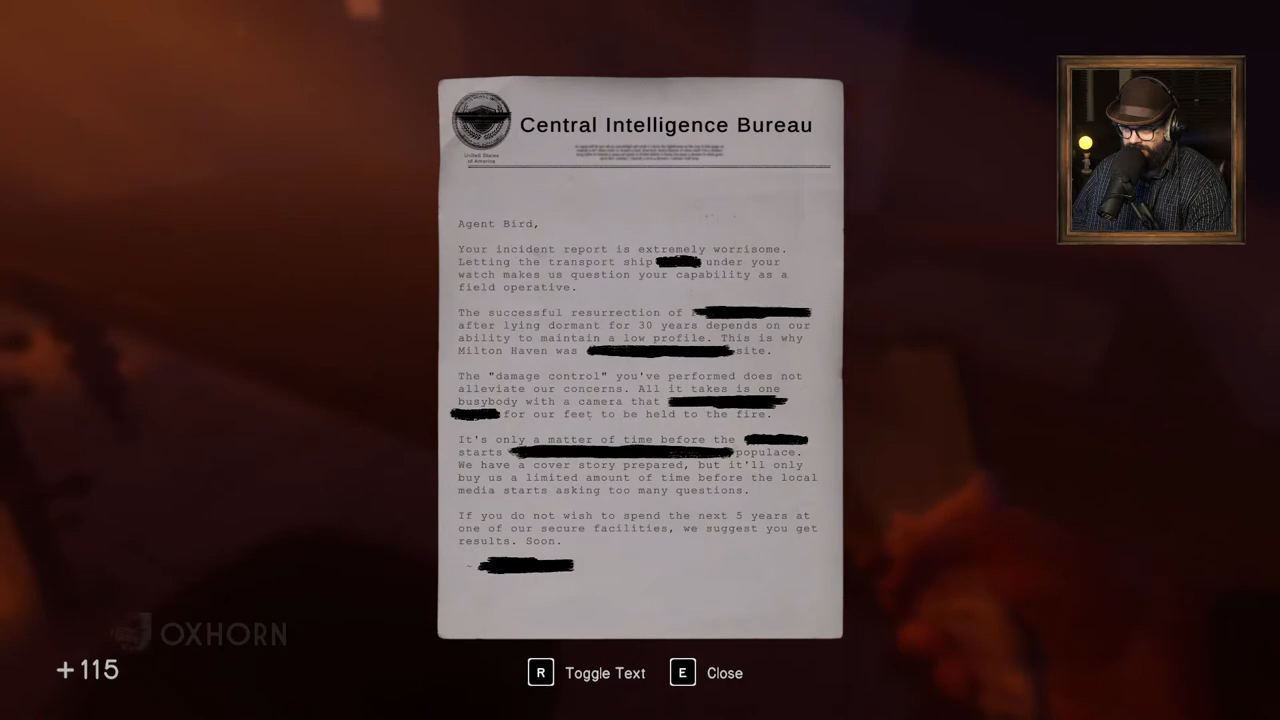 Central Intelligence Bureau
United States
of America
Agent Bird,
Your incident report is extremely worrisome.
Letting the transport ship under your
watch makes us question your capability as a
field operative.
The successful resurrection of
after lying dormant for 30 years depends on our
ability to maintain a low profile. This is why
Milton Haven was site.
The "damage control" you've performed does not
alleviate our concerns. All it takes is one
busybody with a camera that
for our feet to be held to the fire.
It's only a matter of time before the
starts populace.
We have a cover story prepared, but it'll only
buy us a limited amount of time before the local
media starts asking too many questions.
If you do not wish to spend the next 5 years at
one of our secure facilities, we suggest you get
results. Soon.
~
OXHORN
+115
R Toggle Text E Close